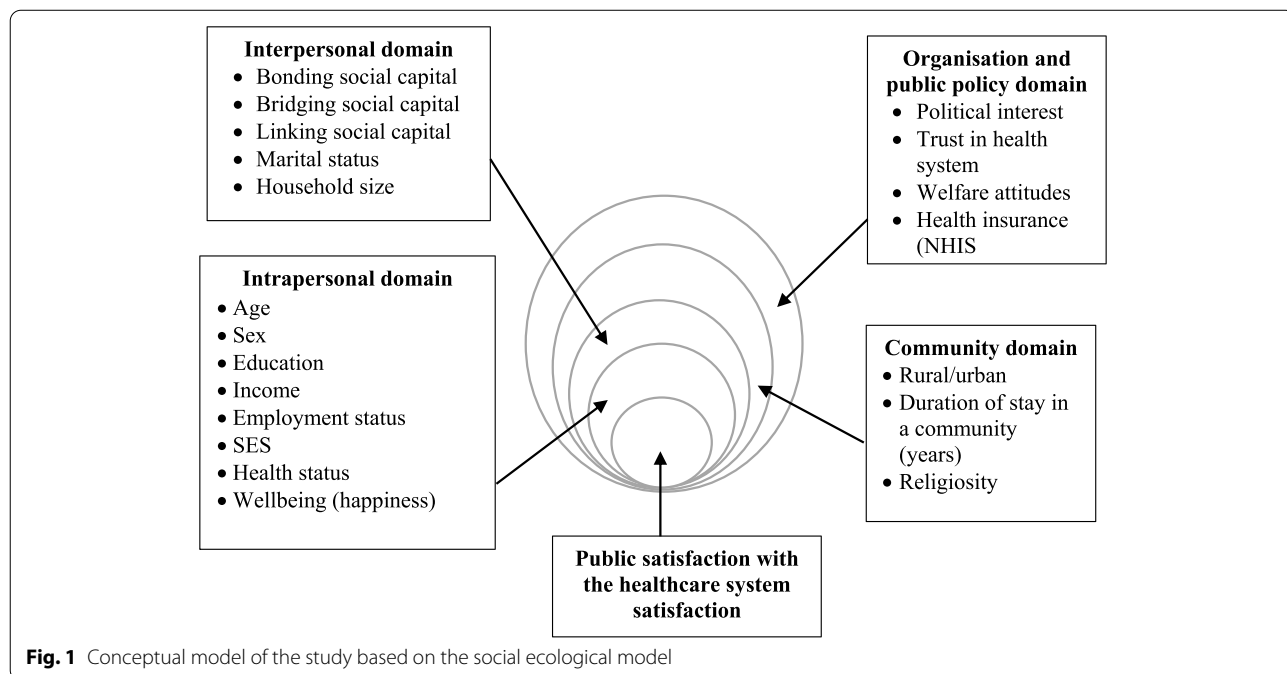 Interpersonal domain
• Bonding social capital
• Bridging social capital
• Linking social capital
• Marital status
• Household size
Intrapersonal domain
• Age
• Sex
• Education
• Income
• Employment status
• SES
• Health status
• Wellbeing (happiness)
Organisation and
public policy domain
• Political interest
• Trust in health
system
• Welfare attitudes
• Health insurance
(NHIS
Community domain
• Rural/urban
• Duration of stay in
a community
(years)
• Religiosity
Public satisfaction with
the healthcare system
satisfaction
Fig. 1 Conceptual model of the study based on the social ecological model